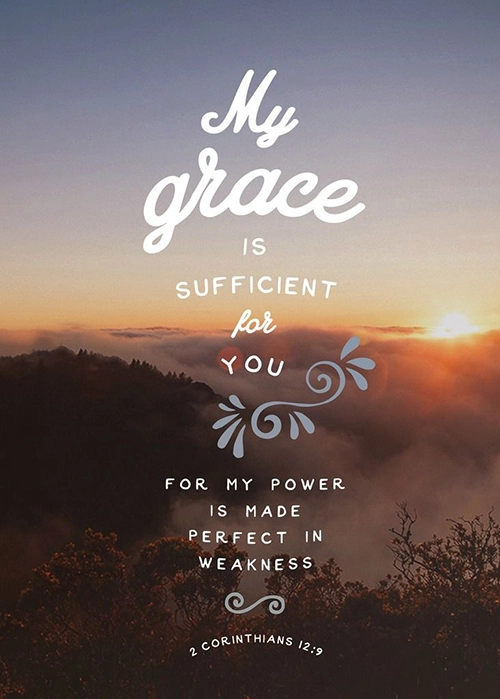 My
grace
IS
SUFFICIENT
for
YOU
FOR MY POWER
IS MADE
PERFECT IN
WEAKNESS
2 CORINTHIANS 12:9